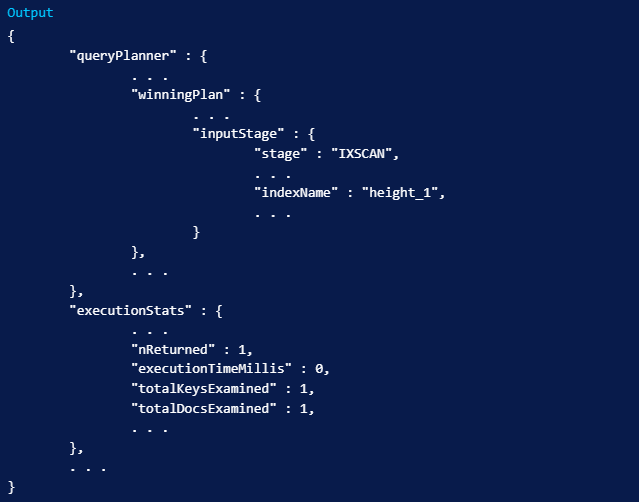 Output
{
        "queryPlanner" : {
                . . .
                "winningPlan" : {
                        . . .
                        "inputStage" : {
                                "stage" : "IXSCAN",
                                . . .
                                "indexName" : "height_1",
                                . . .
                        }
                },
                . . .
        },
        "executionStats" : {
                . . .
                "nReturned" : 1,
                "executionTimeMillis" : 0,
                "totalKeysExamined" : 1,
                "totalDocsExamined" : 1,
                . . .
        },
        . . .
}